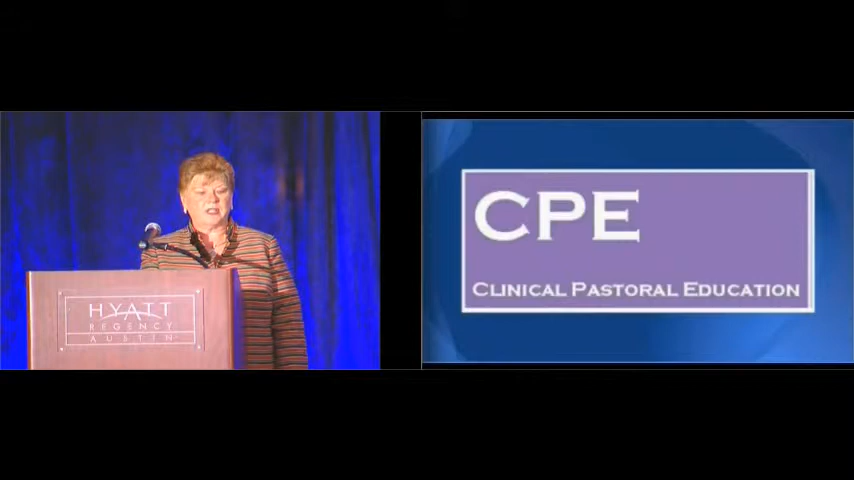 HYATT
REGENCY
AUSTIN
CPE
CLINICAL PASTORAL EDUCATION